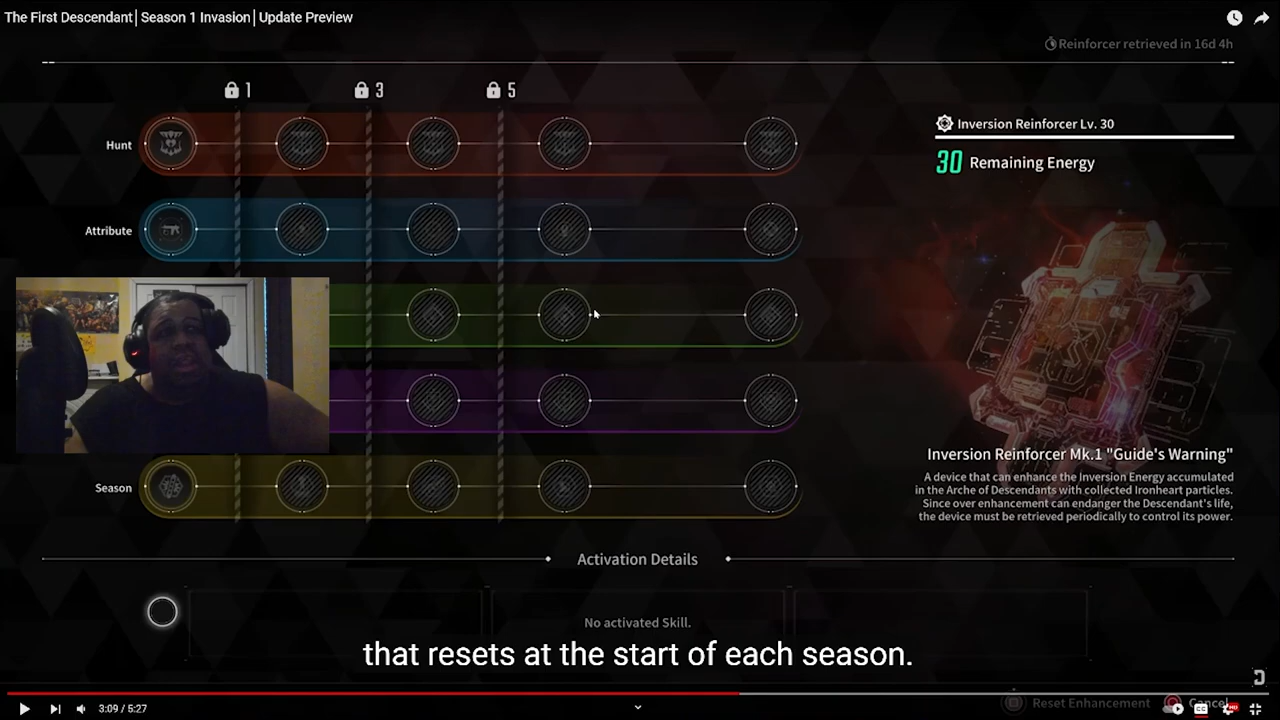 The First Descendant│Season 1 Invasion│Update Preview
Reinforcer retrieved in 16d 4h
1
3
5
Hunt
Inversion Reinforcer Lv. 30
30 Remaining Energy
Attribute
Inversion Reinforcer Mk.1 "Guide's Warning"
A device that can enhance the Inversion Energy accumulated
in the Arche of Descendants with collected Ironheart particles.
Since over enhancement can endanger the Descendant's life,
the device must be retrieved periodically to control its power.
Season
Activation Details
No activated Skill.
that resets at the start of each season.
Reset Enhancement
Cancel
3:09 / 5:27